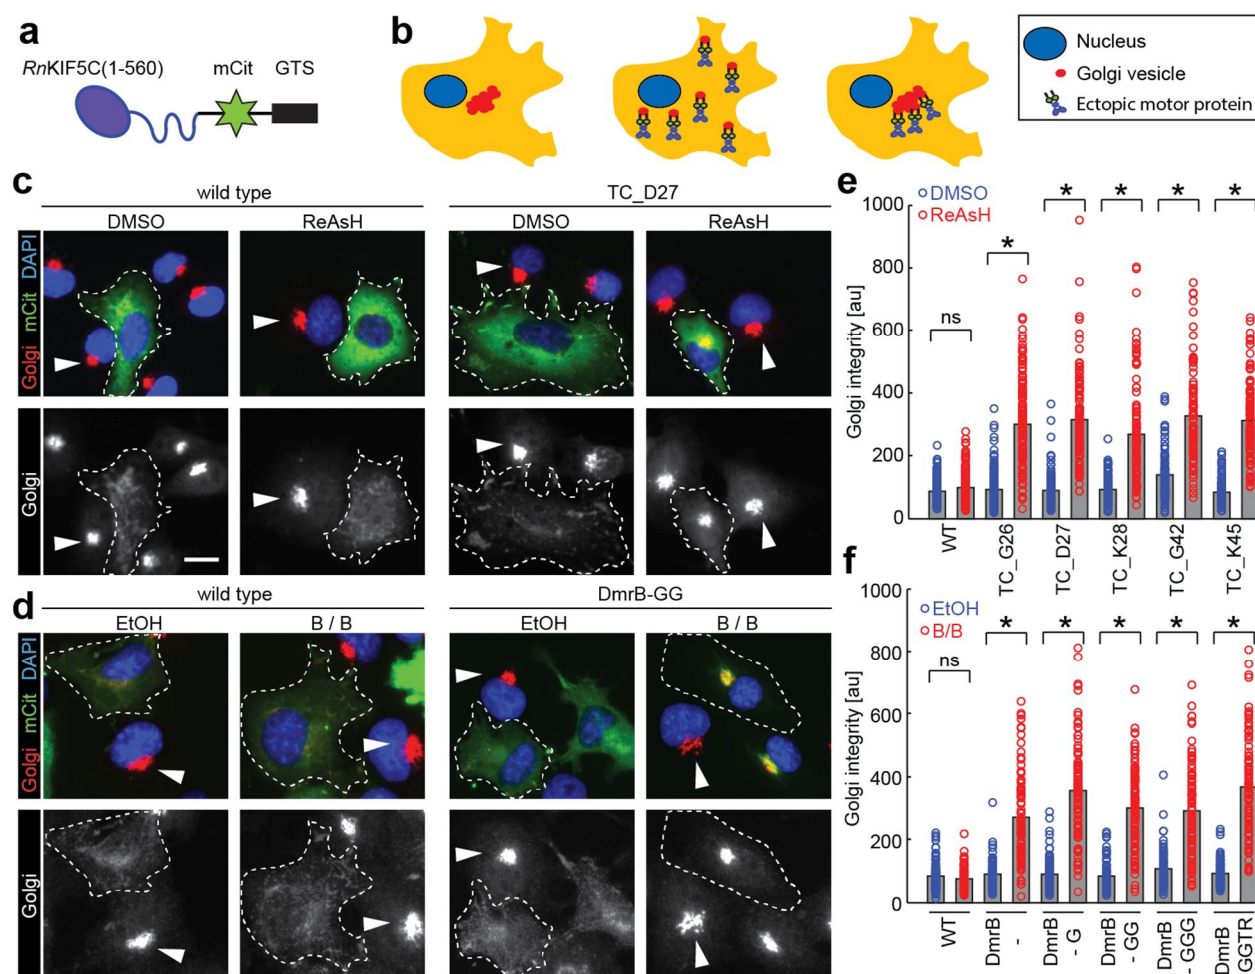 a
RnKIF5C(1-560) mCit GTS
b
Nucleus
Golgi vesicle
Ectopic motor protein
c
wild type TC_D27
DMSO ReAsH DMSO ReAsH
Golgi mCit DAPI
Golgi
d
wild type DmrB-GG
EtOH B / B EtOH B / B
Golgi mCit DAPI
Golgi
e
DMSO
ReAsH
Golgi integrity [au]
1000
800
600
400
200
0
ns * * * * *
WT TC_G26 TC_D27 TC_K28 TC_G42 TC_K45
f
EtOH
B/B
Golgi integrity [au]
1000
800
600
400
200
0
ns * * * * *
WT
DmrB
-
DmrB
- G
DmrB
- GG
DmrB
-GGG
DmrB
GGTR